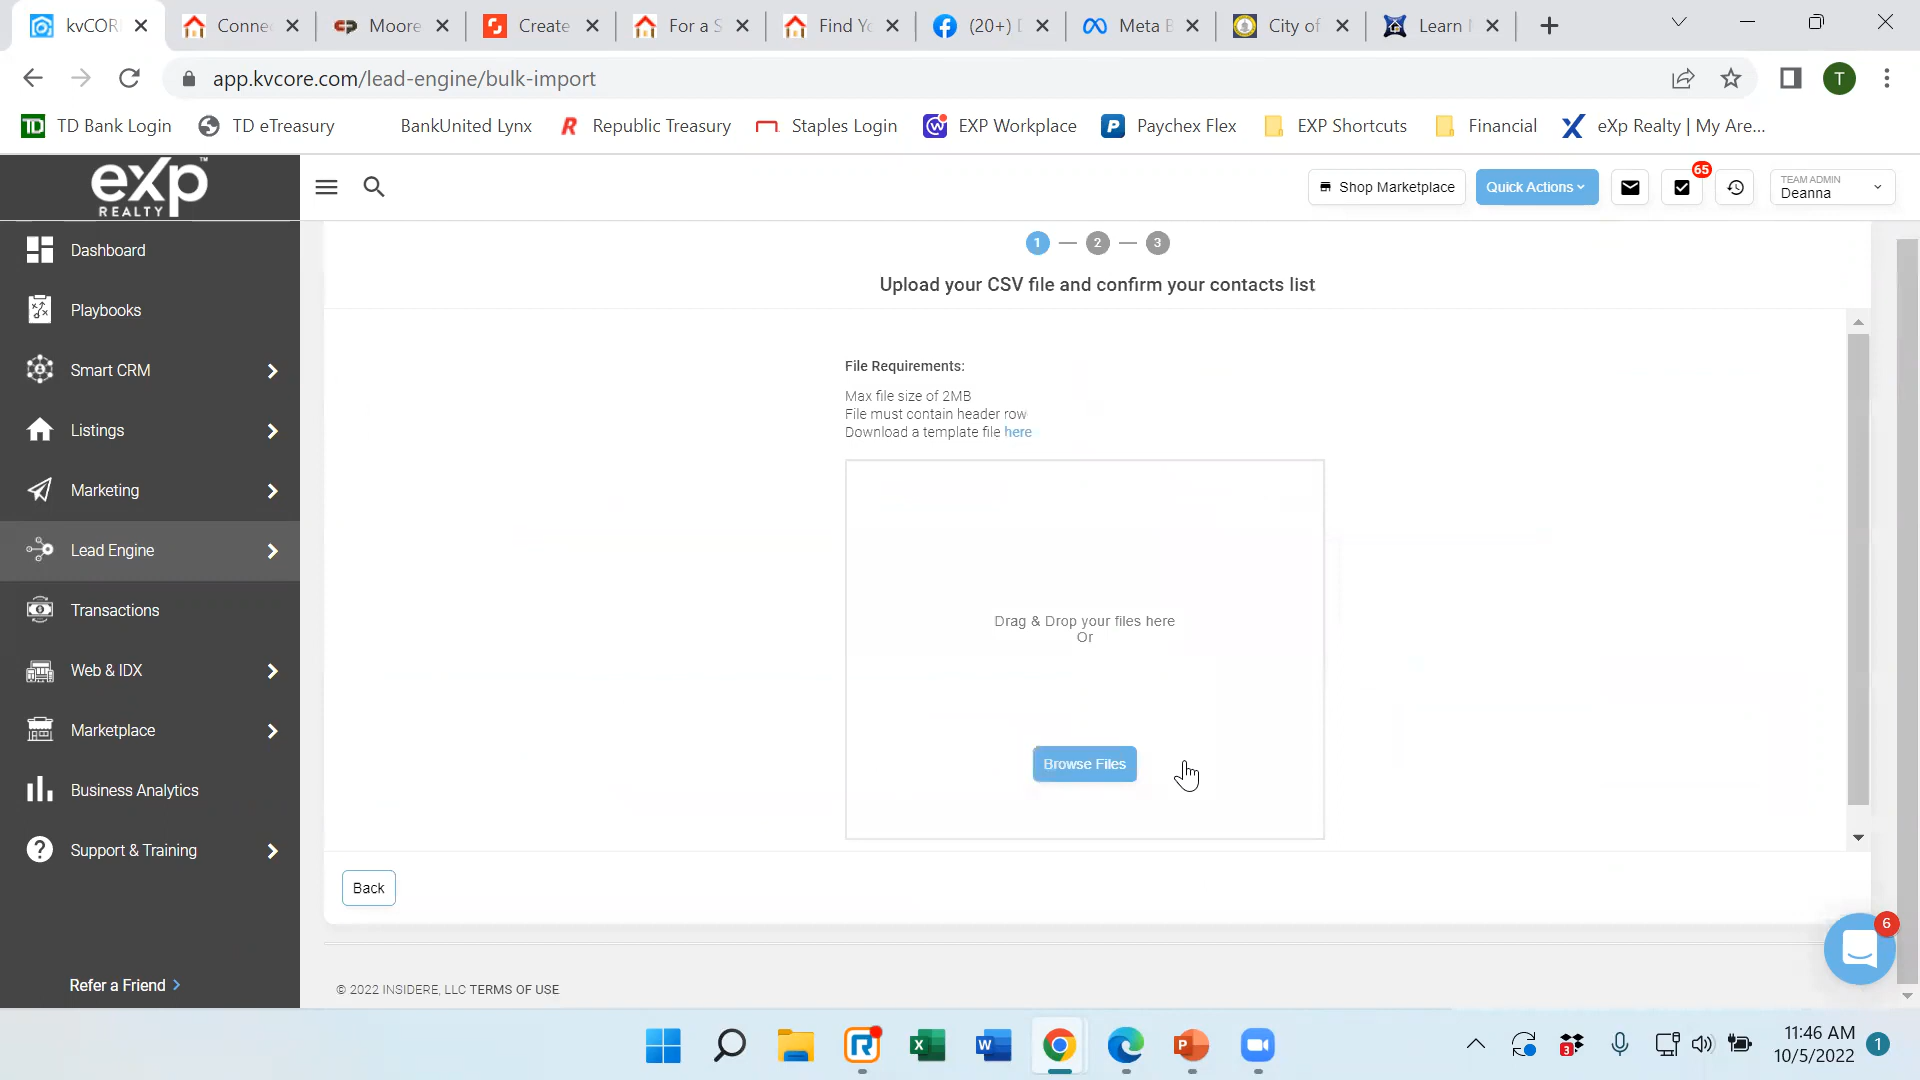 kvCORI
Conne
Moore
Create
For a S
Find Yo
(20+)
Meta B
City of
Learn
app.kvcore.com/lead-engine/bulk-import
T
TD TD Bank Login
TD eTreasury
BankUnited Lynx
R Republic Treasury
Staples Login
EXP Workplace
P Paychex Flex
EXP Shortcuts
Financial
X eXp Realty | My Are...
eXp™
REALTY
Shop Marketplace
Quick Actions
65
TEAM ADMIN
Deanna
Dashboard
Playbooks
Smart CRM
Listings
Marketing
Lead Engine
Transactions
Web & IDX
Marketplace
Business Analytics
Support & Training
Refer a Friend
1 — 2 — 3
Upload your CSV file and confirm your contacts list
File Requirements:
Max file size of 2MB
File must contain header row
Download a template file here
Drag & Drop your files here
Or
Browse Files
Back
6
© 2022 INSIDERE, LLC TERMS OF USE
3
11:46 AM
10/5/2022
1